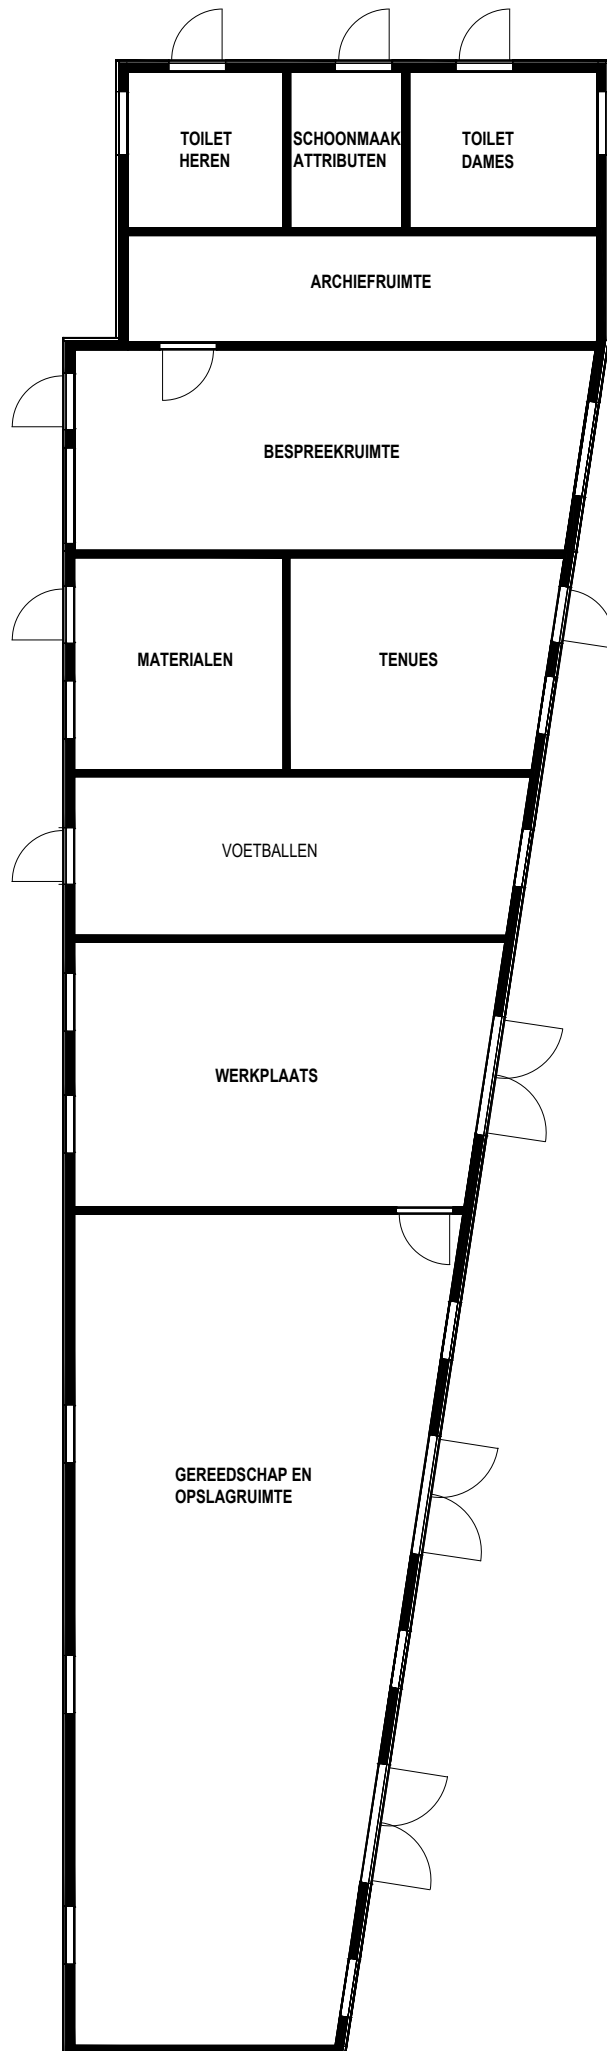 TOILET
HEREN
SCHOONMAAK
ATTRIBUTEN
TOILET
DAMES
ARCHIEFRUIMTE
BESPREEKRUIMTE
MATERIALEN
TENUES
VOETBALLEN
WERKPLAATS
GEREEDSCHAP EN
OPSLAGRUIMTE